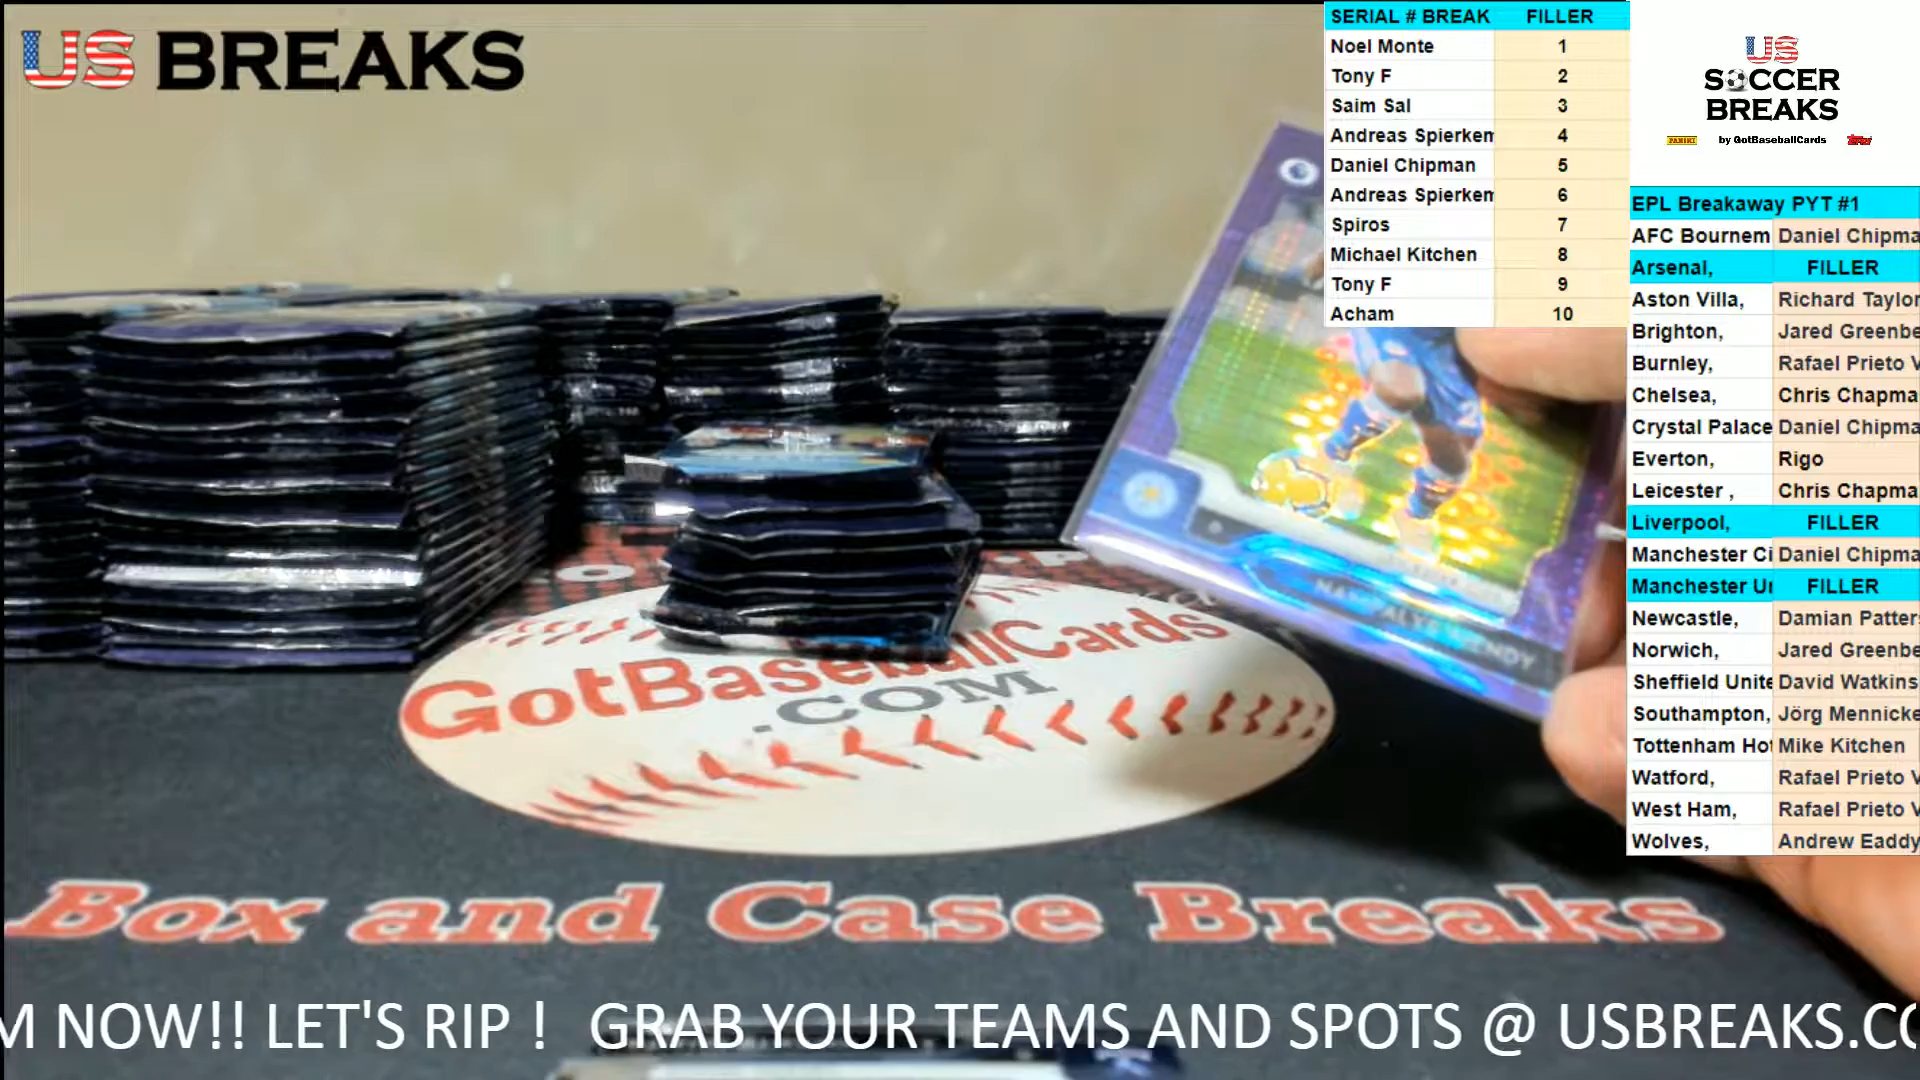 US BREAKS
SERIAL # BREAK FILLER
Noel Monte 1
Tony F 2
Saim Sal 3
Andreas Spierken 4
Daniel Chipman 5
Andreas Spierken 6
Spiros 7
Michael Kitchen 8
Tony F 9
Acham 10
US
SOCCER
BREAKS
PANINI by GotBaseballCards Topps
EPL Breakaway PYT #1
AFC Bournem Daniel Chipma
Arsenal, FILLER
Aston Villa, Richard Taylor
Brighton, Jared Greenbe
Burnley, Rafael Prieto V
Chelsea, Chris Chapma
Crystal Palace Daniel Chipma
Everton, Rigo
Leicester , Chris Chapma
Liverpool, FILLER
Manchester Ci Daniel Chipma
Manchester Un FILLER
Newcastle, Damian Patters
Norwich, Jared Greenbe
Sheffield Unite David Watkins
Southampton, Jörg Mennicke
Tottenham Hot Mike Kitchen
Watford, Rafael Prieto V
West Ham, Rafael Prieto V
Wolves, Andrew Eaddy
GotBaseballCards
.COM
Box and Case Breaks
M NOW!! LET'S RIP ! GRAB YOUR TEAMS AND SPOTS @ USBREAKS.CO